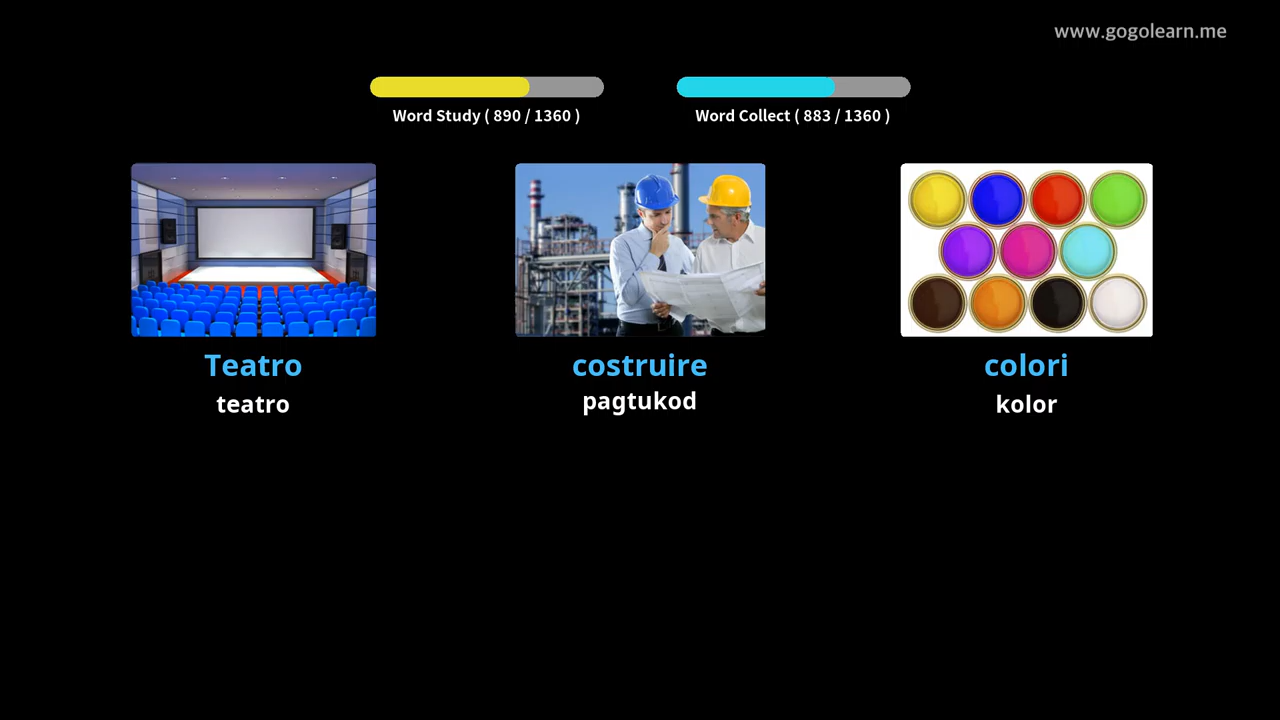 www.gogolearn.me
Word Study ( 890 / 1360 )
Word Collect ( 883 / 1360 )
Teatro
teatro
costruire
pagtukod
colori
kolor